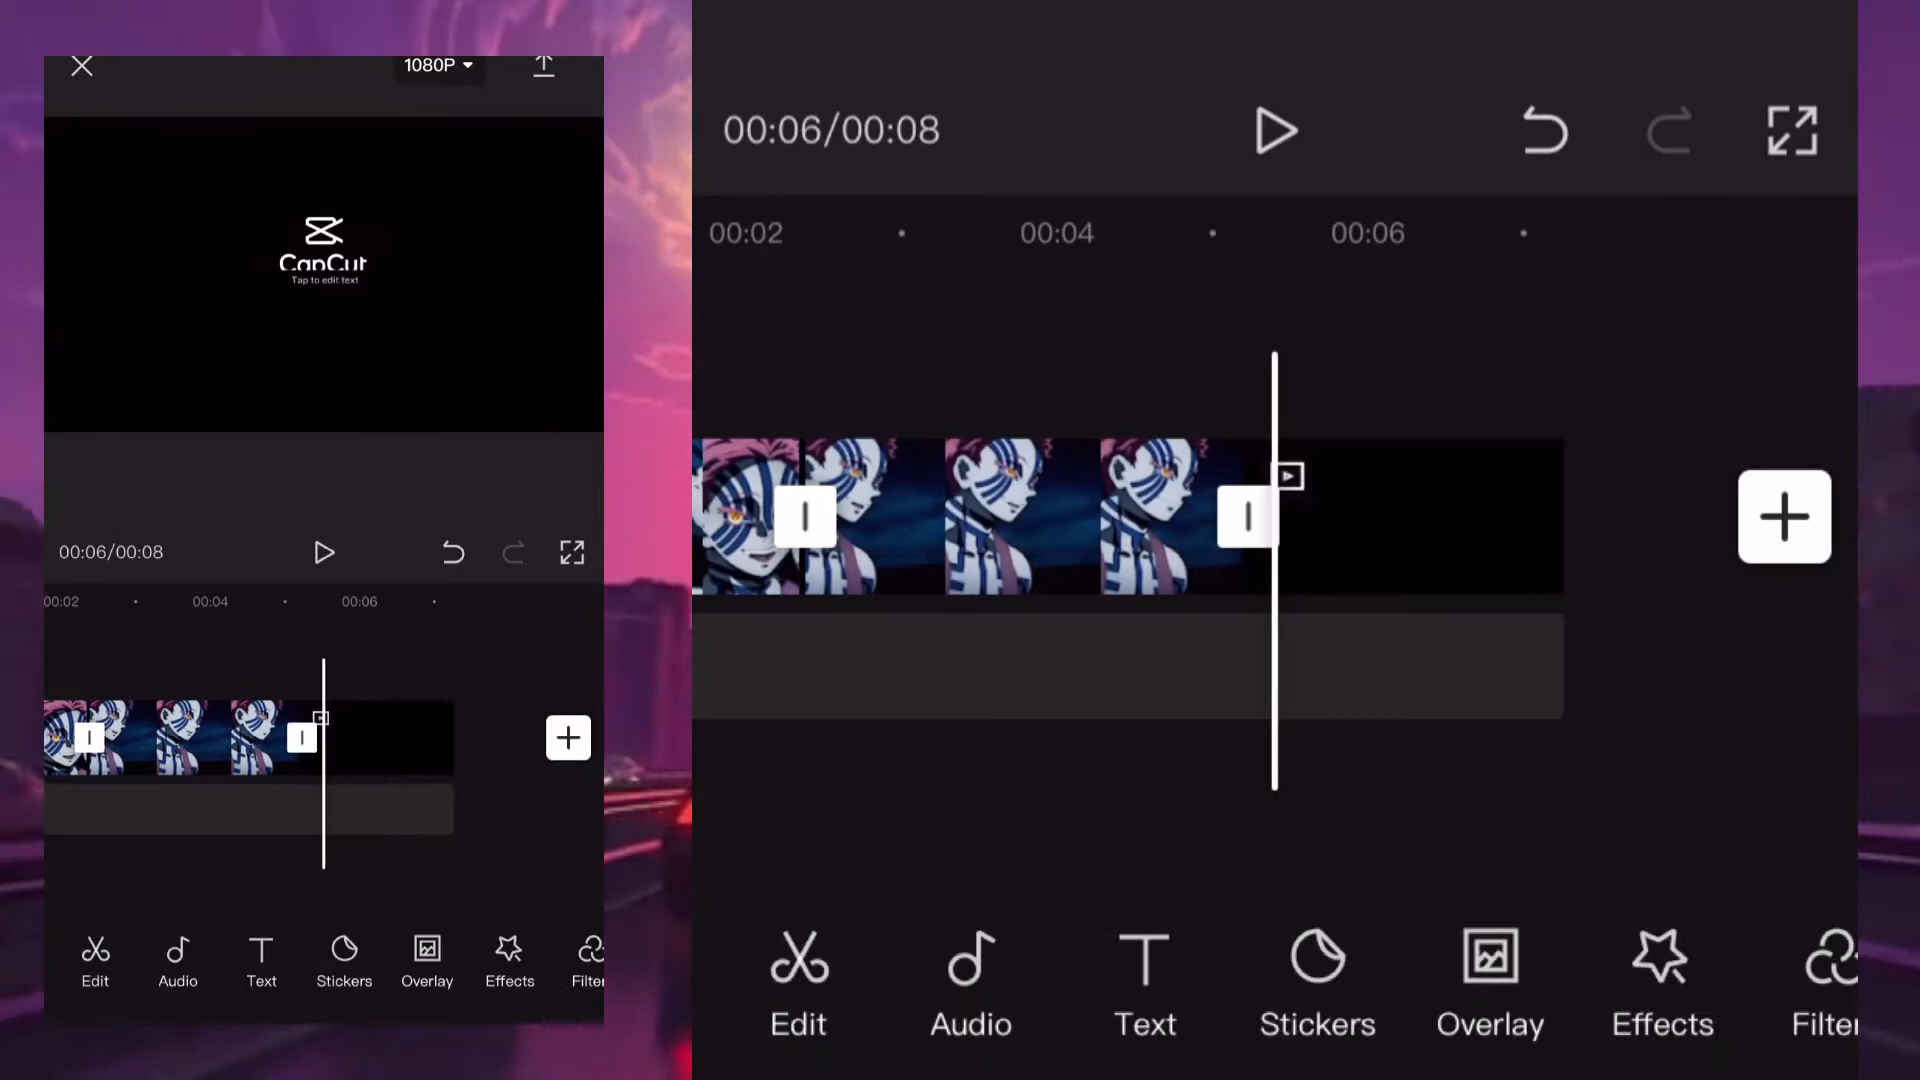 1080P
CapCut
Tap to edit text
00:06/00:08
00:02
00:04
00:06
Edit
Audio
Text
Stickers
Overlay
Effects
Filter
00:06/00:08
00:02
00:04
00:06
Edit
Audio
Text
Stickers
Overlay
Effects
Filter